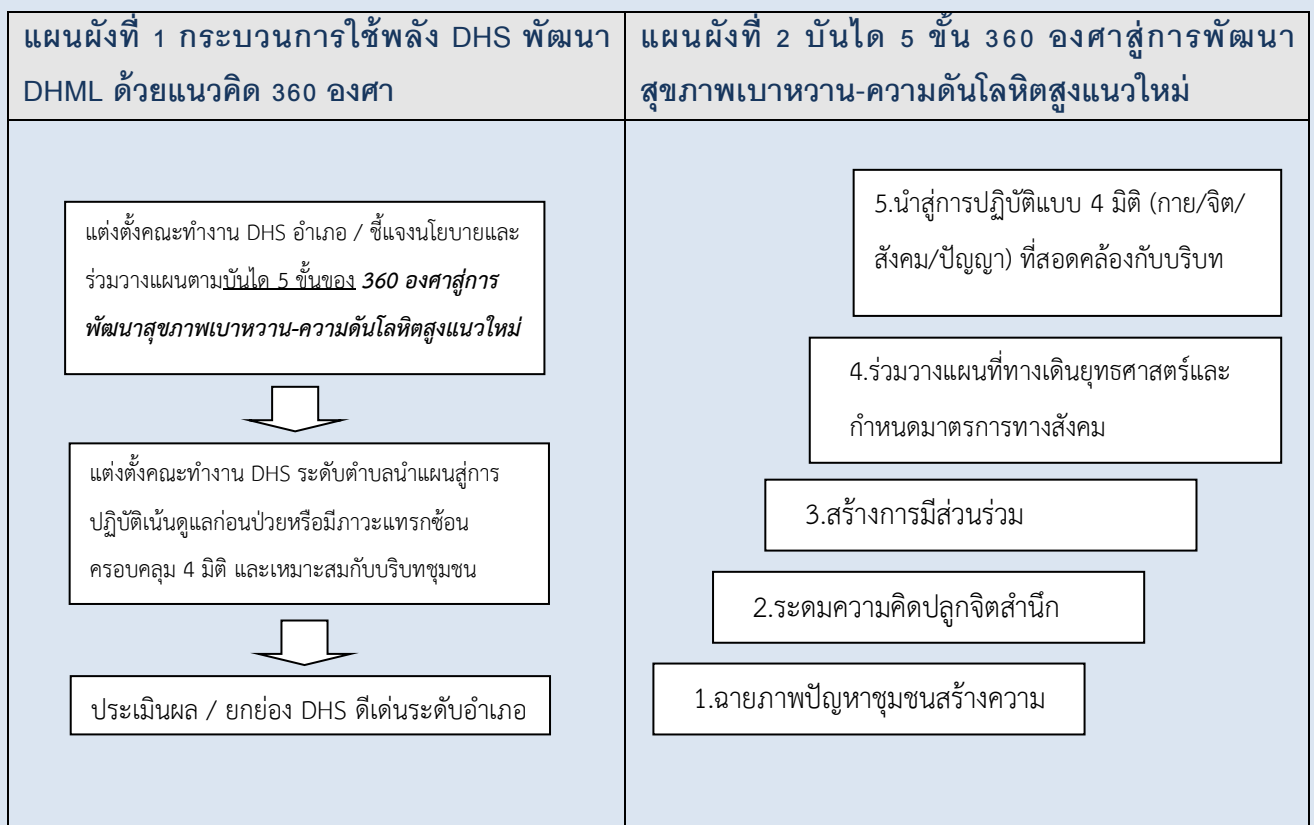 แผนผังที่ 1 กระบวนการใช้พลัง DHS พัฒนา
DHML ด้วยแนวคิด 360 องศา
แต่งตั้งคณะทำงาน DHS อำเภอ / ชี้แจงนโยบายและ
ร่วมวางแผนตามบันได 5 ขั้นของ 360 องศาสู่การ
พัฒนาสุขภาพเบาหวาน-ความดันโลหิตสูงแนวใหม่
แต่งตั้งคณะทำงาน DHS ระดับตำบลนำแผนสู่การ
ปฏิบัติเน้นดูแลก่อนป่วยหรือมีภาวะแทรกซ้อน
ครอบคลุม 4 มิติ และเหมาะสมกับบริบทชุมชน
ประเมินผล / ยกย่อง DHS ดีเด่นระดับอำเภอ
แผนผังที่ 2 บันได 5 ขั้น 360 องศาสู่การพัฒนา
สุขภาพเบาหวาน-ความดันโลหิตสูงแนวใหม่
5.นำสู่การปฏิบัติแบบ 4 มิติ (กาย/จิต/
สังคม/ปัญญา) ที่สอดคล้องกับบริบท
4.ร่วมวางแผนที่ทางเดินยุทธศาสตร์และ
กำหนดมาตรการทางสังคม
3.สร้างการมีส่วนร่วม
2.ระดมความคิดปลูกจิตสำนึก
1.ฉายภาพปัญหาชุมชนสร้างความ